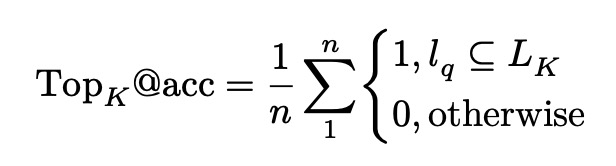 Top_K@acc = \frac{1}{n} \sum_{1}^{n} \begin{cases} 1, l_q \subseteq L_K \\ 0, \text{otherwise} \end{cases}